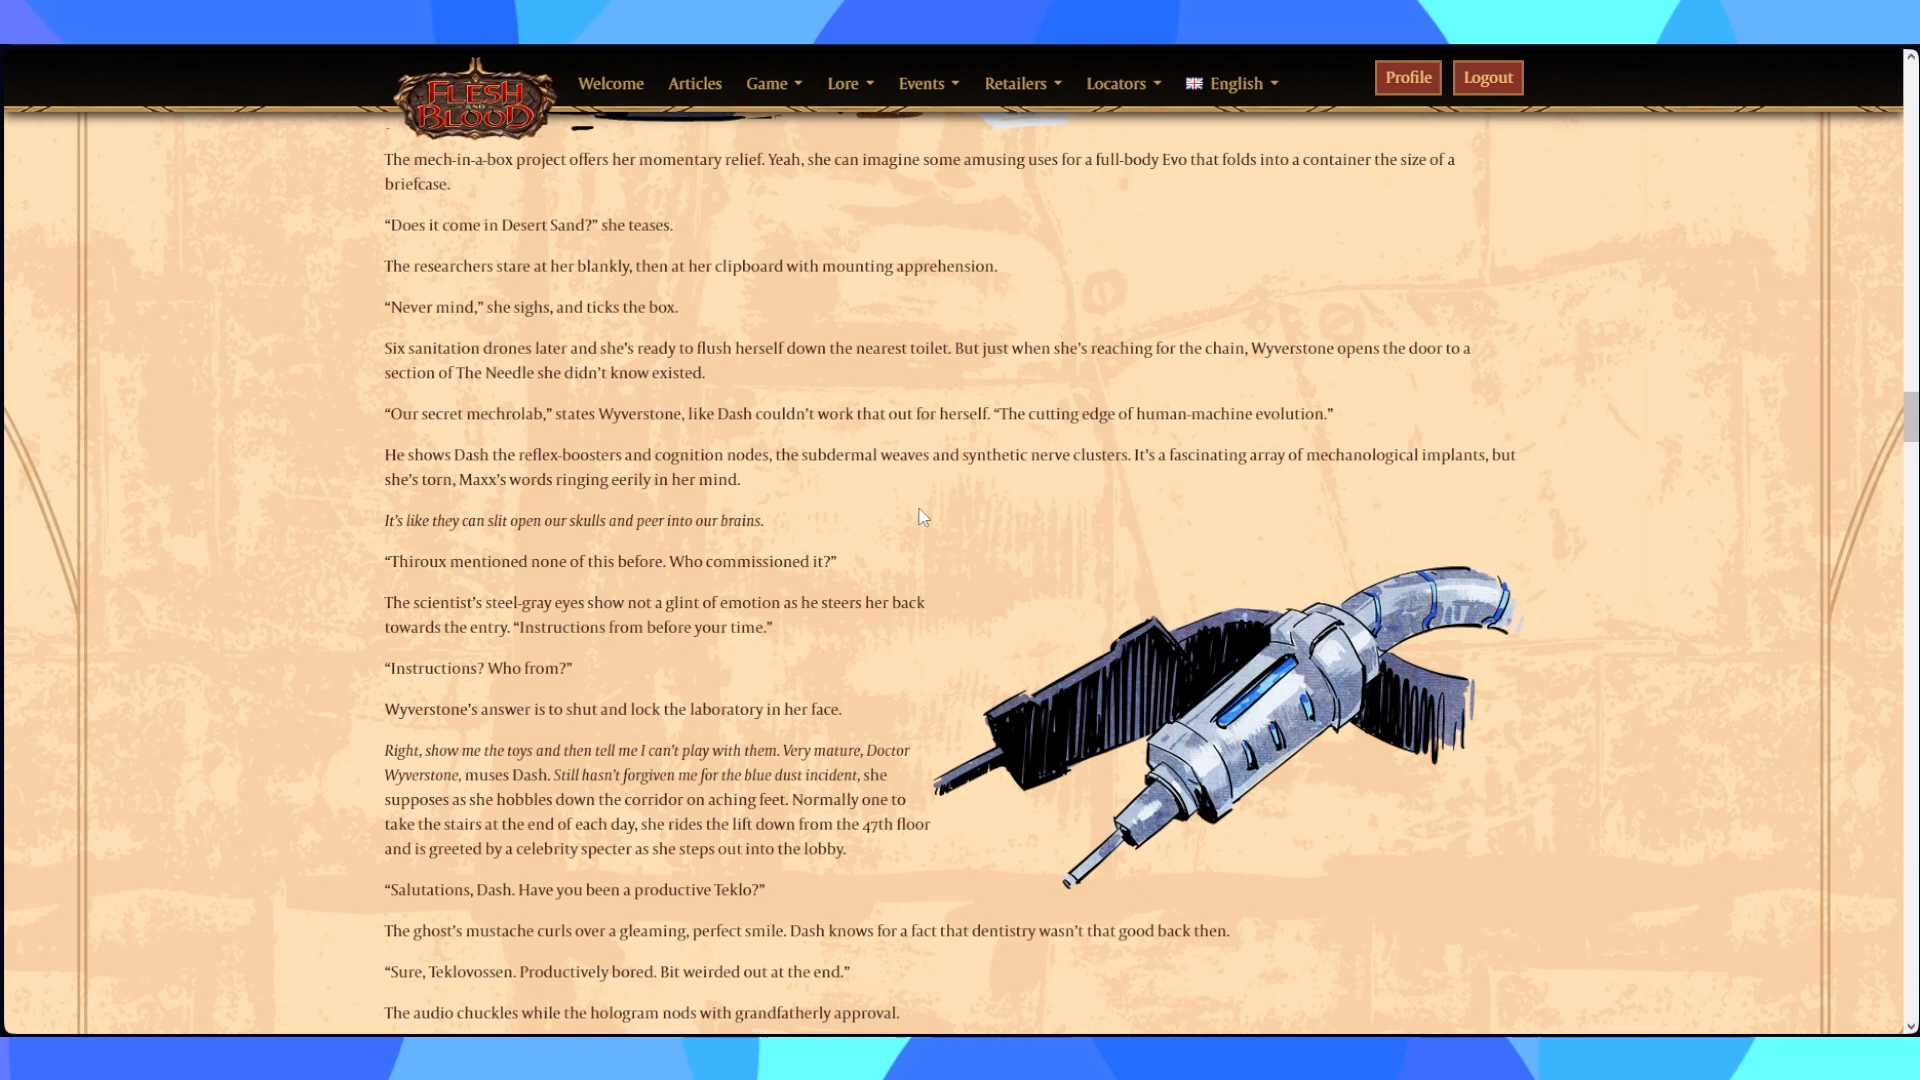 FLESH
AND
BLOOD
Welcome
Articles
Game
Lore
Events
Retailers
Locators
English
Profile
Logout
The mech-in-a-box project offers her momentary relief. Yeah, she can imagine some amusing uses for a full-body Evo that folds into a container the size of a
briefcase.
“Does it come in Desert Sand?” she teases.
The researchers stare at her blankly, then at her clipboard with mounting apprehension.
“Never mind,” she sighs, and ticks the box.
Six sanitation drones later and she’s ready to flush herself down the nearest toilet. But just when she’s reaching for the chain, Wyverstone opens the door to a
section of The Needle she didn’t know existed.
“Our secret mechrolab,” states Wyverstone, like Dash couldn’t work that out for herself. “The cutting edge of human-machine evolution.”
He shows Dash the reflex-boosters and cognition nodes, the subdermal weaves and synthetic nerve clusters. It’s a fascinating array of mechanological implants, but
she’s torn, Maxx’s words ringing eerily in her mind.
It’s like they can slit open our skulls and peer into our brains.
“Thiroux mentioned none of this before. Who commissioned it?”
The scientist’s steel-gray eyes show not a glint of emotion as he steers her back
towards the entry. “Instructions from before your time.”
“Instructions? Who from?”
Wyverstone’s answer is to shut and lock the laboratory in her face.
Right, show me the toys and then tell me I can’t play with them. Very mature, Doctor
Wyverstone, muses Dash. Still hasn’t forgiven me for the blue dust incident, she
supposes as she hobbles down the corridor on aching feet. Normally one to
take the stairs at the end of each day, she rides the lift down from the 47th floor
and is greeted by a celebrity specter as she steps out into the lobby.
“Salutations, Dash. Have you been a productive Teklo?”
The ghost’s mustache curls over a gleaming, perfect smile. Dash knows for a fact that dentistry wasn’t that good back then.
“Sure, Teklovossen. Productively bored. Bit weirded out at the end.”
The audio chuckles while the hologram nods with grandfatherly approval.